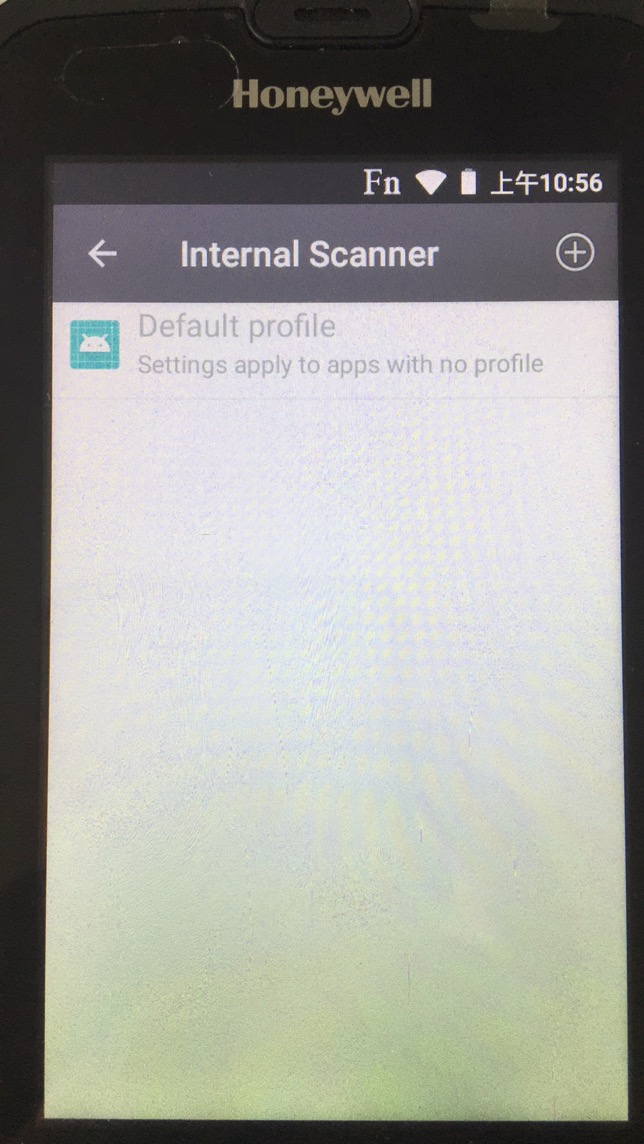 Honeywell
Fn 上午10:56
Internal Scanner
Default profile
Settings apply to apps with no profile